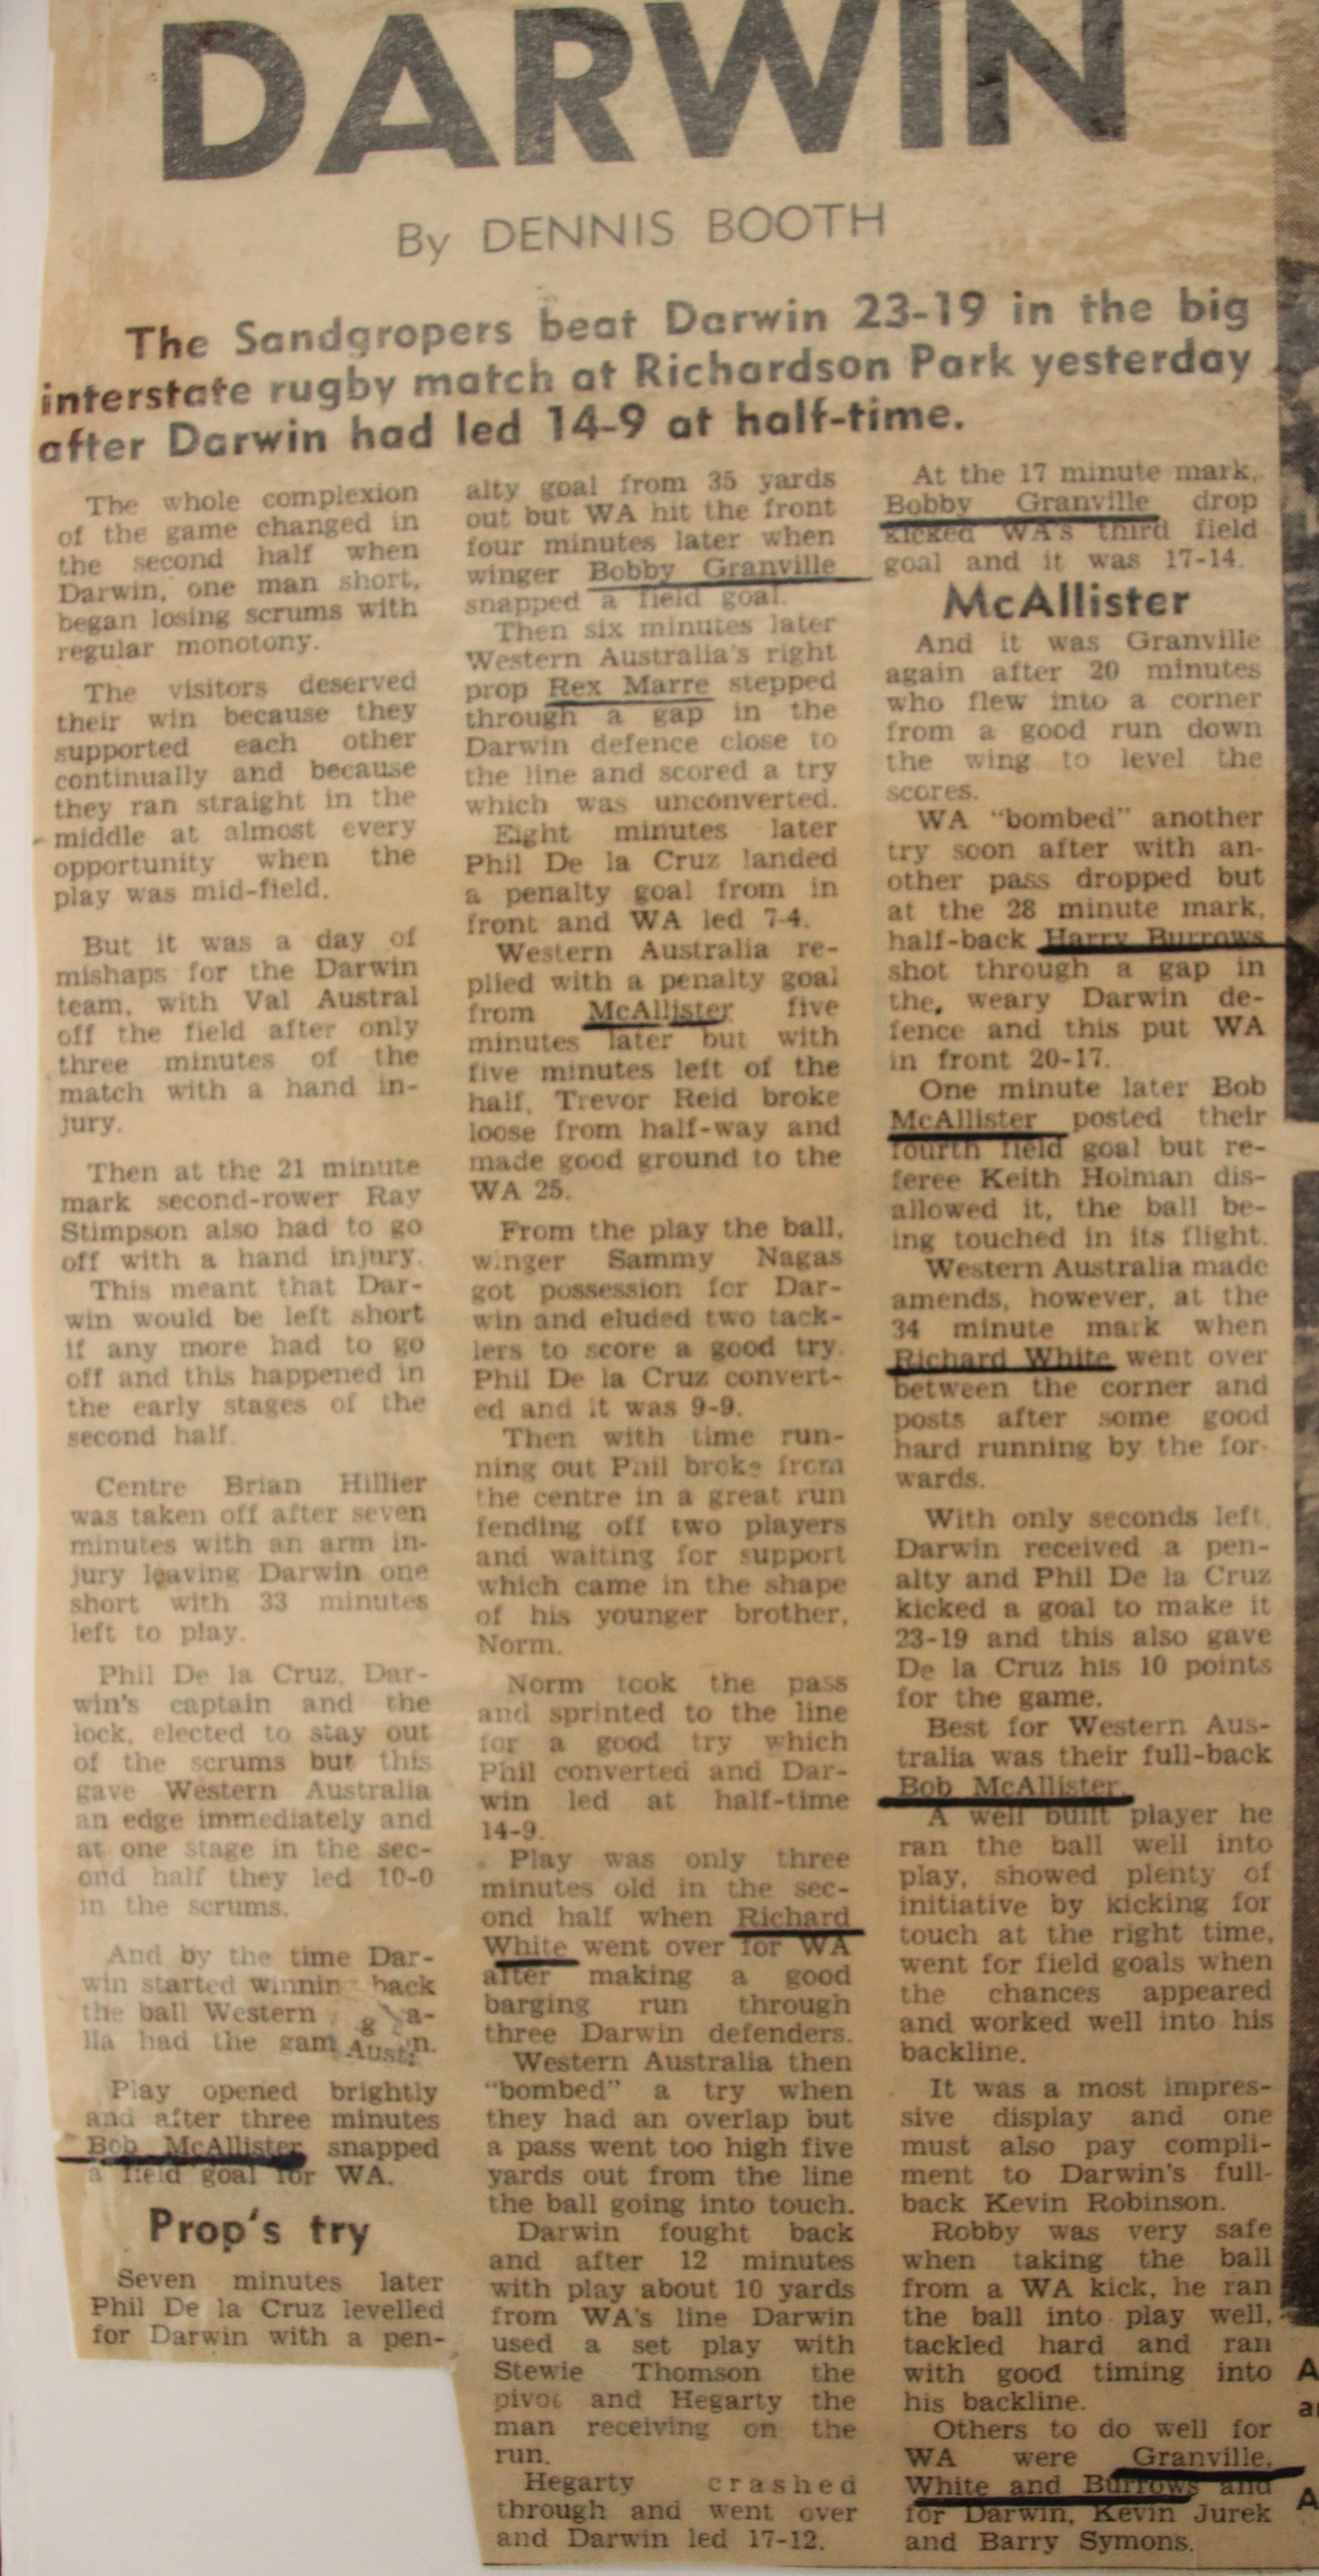 DARWIN
By DENNIS BOOTH
The Sandgropers beat Darwin 23-19 in the big
interstate rugby match at Richardson Park yesterday
after Darwin had led 14-9 at half-time.
The whole complexion
of the game changed in
the second half when
Darwin, one man short,
began losing scrums with
regular monotony.
The visitors deserved
their win because they
supported each other
continually and because
they ran straight in the
middle at almost every
opportunity when the
play was mid-field.
But it was a day of
mishaps for the Darwin
team, with Val Austral
off the field after only
three minutes of the
match with a hand in-
jury.
Then at the 21 minute
mark second-rower Ray
Stimpson also had to go
off with a hand injury.
This meant that Dar-
win would be left short
if any more had to go
off and this happened in
the early stages of the
second half.
Centre Brian Hillier
was taken off after seven
minutes with an arm in-
jury leaving Darwin one
short with 33 minutes
left to play.
Phil De la Cruz, Dar-
win's captain and the
lock, elected to stay out
of the scrums but this
gave Western Australia
an edge immediately and
at one stage in the sec-
ond half they led 10-0
in the scrums.
And by the time Dar-
win started winnin back
the ball Western g a-
lia had the gam Austr n.
Play opened brightly
and after three minutes
Bob McAllister snapped
a field goal for WA.
Prop's try
Seven minutes later
Phil De la Cruz levelled
for Darwin with a pen-
alty goal from 35 yards
out but WA hit the front
four minutes later when
winger Bobby Granville
snapped a field goal.
Then six minutes later
Western Australia's right
prop Rex Marre stepped
through a gap in the
Darwin defence close to
the line and scored a try
which was unconverted.
Eight minutes later
Phil De la Cruz landed
a penalty goal from in
front and WA led 7-4.
Western Australia re-
plied with a penalty goal
from McAllister five
minutes later but with
five minutes left of the
half, Trevor Reid broke
loose from half-way and
made good ground to the
WA 25.
From the play the ball,
winger Sammy Nagas
got possession for Dar-
win and eluded two tack-
lers to score a good try.
Phil De la Cruz convert-
ed and it was 9-9.
Then with time run-
ning out Phil broke from
the centre in a great run
fending off two players
and waiting for support
which came in the shape
of his younger brother,
Norm.
Norm took the pass
and sprinted to the line
for a good try which
Phil converted and Dar-
win led at half-time
14-9.
Play was only three
minutes old in the sec-
ond half when Richard
White went over for WA
after making a good
barging run through
three Darwin defenders.
Western Australia then
"bombed" a try when
they had an overlap but
a pass went too high five
yards out from the line
the ball going into touch.
Darwin fought back
and after 12 minutes
with play about 10 yards
from WA's line Darwin
used a set play with
Stewie Thomson the
pivot and Hegarty the
man receiving on the
run.
Hegarty crashed
through and went over
and Darwin led 17-12.
At the 17 minute mark,
Bobby Granville drop
kicked WA's third field
goal and it was 17-14.
McAllister
And it was Granville
again after 20 minutes
who flew into a corner
from a good run down
the wing to level the
scores.
WA "bombed" another
try soon after with an-
other pass dropped but
at the 28 minute mark,
half-back Harry Burrows
shot through a gap in
the, weary Darwin de-
fence and this put WA
in front 20-17.
One minute later Bob
McAllister posted their
fourth field goal but re-
feree Keith Holman dis-
allowed it, the ball be-
ing touched in its flight.
Western Australia made
amends, however, at the
34 minute mark when
Richard White went over
between the corner and
posts after some good
hard running by the for-
wards.
With only seconds left
Darwin received a pen-
alty and Phil De la Cruz
kicked a goal to make it
23-19 and this also gave
De la Cruz his 10 points
for the game.
Best for Western Aus-
tralia was their full-back
Bob McAllister.
A well built player he
ran the ball well into
play, showed plenty of
initiative by kicking for
touch at the right time,
went for field goals when
the chances appeared
and worked well into his
backline.
It was a most impres-
sive display and one
must also pay compli-
ment to Darwin's full-
back Kevin Robinson.
Robby was very safe
when taking the ball
from a WA kick, he ran
the ball into play well,
tackled hard and ran
with good timing into
his backline.
Others to do well for
WA were Granville,
White and Burrows and
for Darwin, Kevin Jurek
and Barry Symons.